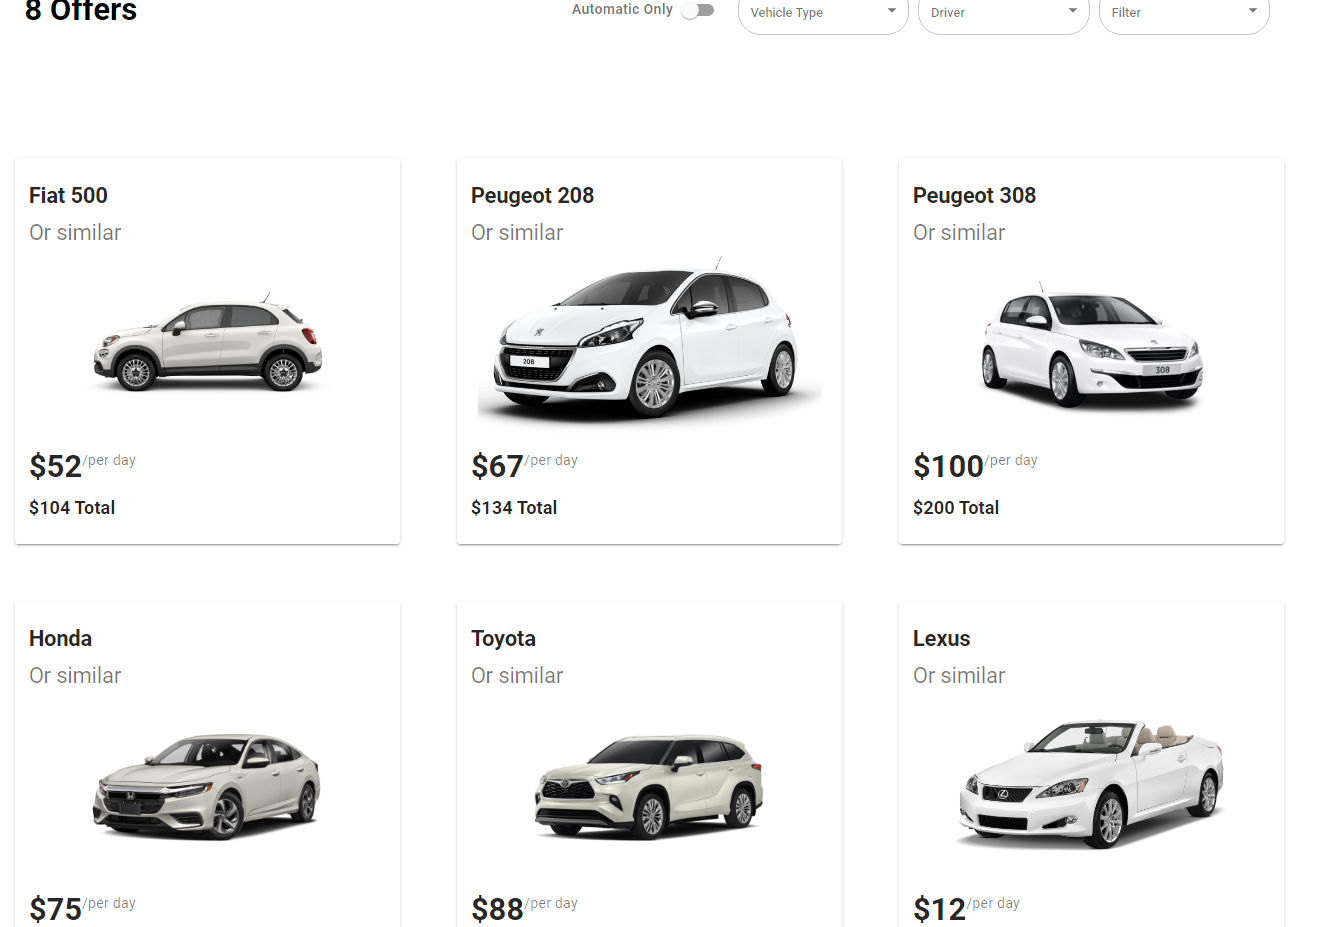 8 Offers
Automatic Only
Vehicle Type
Driver
Filter
Fiat 500
Or similar
$52/per day
$104 Total
Peugeot 208
Or similar
208
$67/per day
$134 Total
Peugeot 308
Or similar
308
$100/per day
$200 Total
Honda
Or similar
$75/per day
Toyota
Or similar
$88/per day
Lexus
Or similar
$12/per day